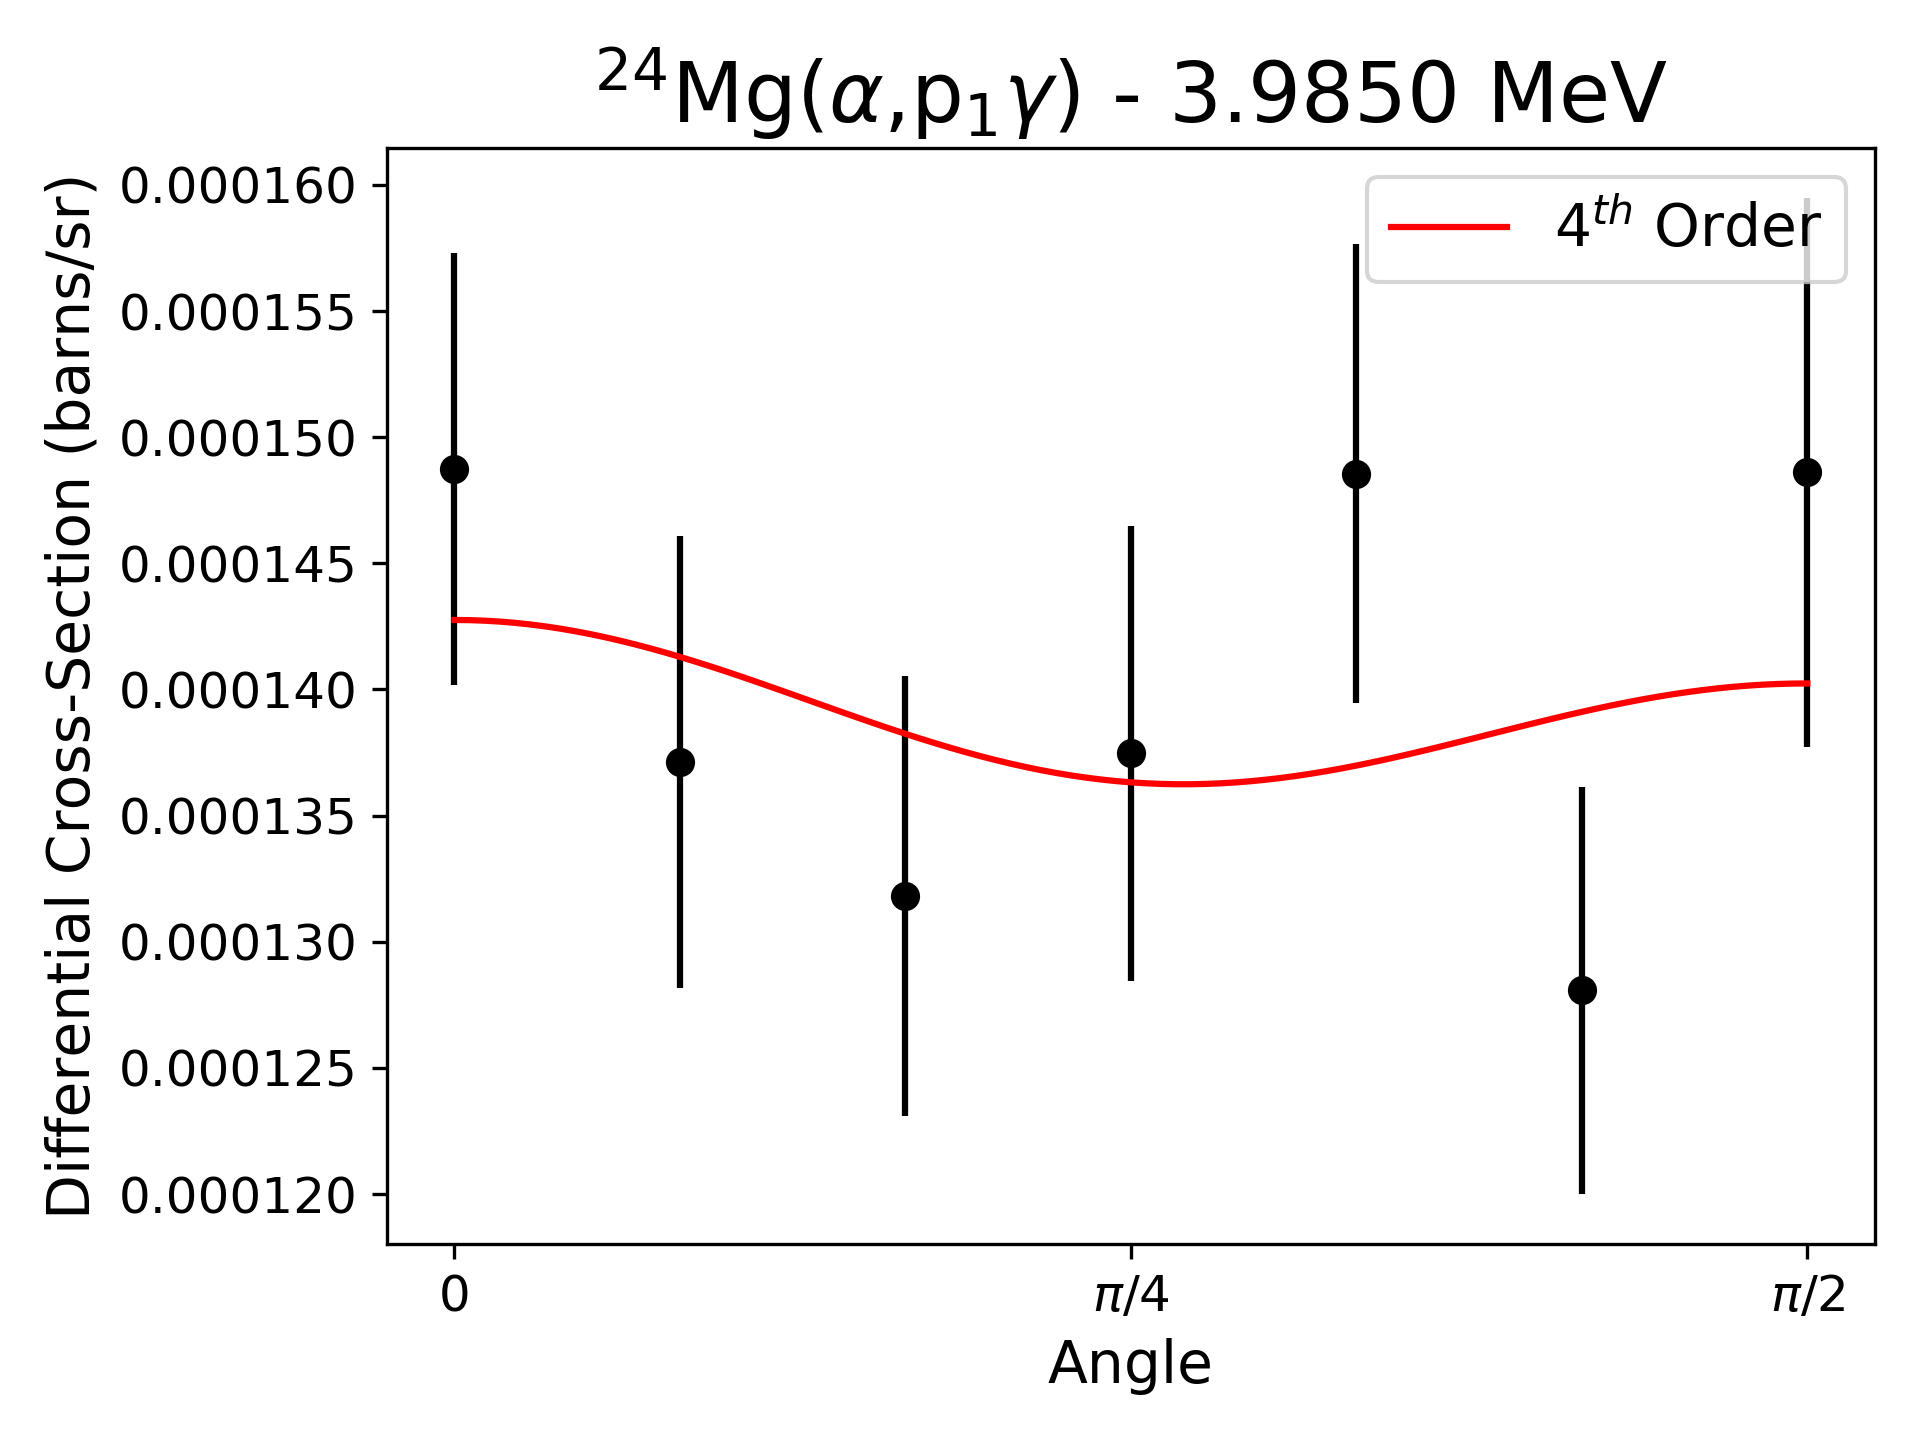 ²⁴Mg(α,p₁γ) - 3.9850 MeV
4ᵗʰ Order
Differential Cross-Section (barns/sr)
0.000160
0.000155
0.000150
0.000145
0.000140
0.000135
0.000130
0.000125
0.000120
0 π/4 π/2
Angle